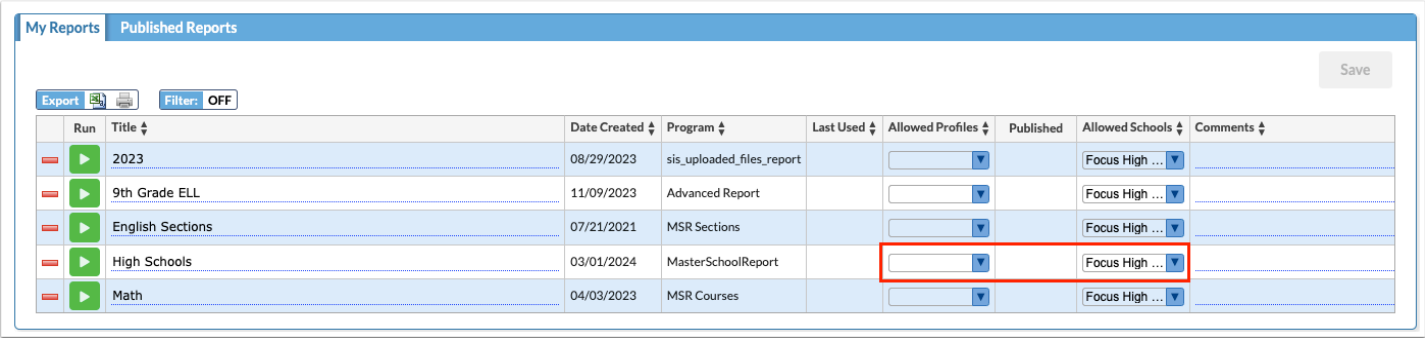 My Reports Published Reports
Save
Export Filter: OFF
Run Title Date Created Program Last Used Allowed Profiles Published Allowed Schools Comments
2023 08/29/2023 sis_uploaded_files_report Focus High ...
9th Grade ELL 11/09/2023 Advanced Report Focus High ...
English Sections 07/21/2021 MSR Sections Focus High ...
High Schools 03/01/2024 MasterSchoolReport Focus High ...
Math 04/03/2023 MSR Courses Focus High ...